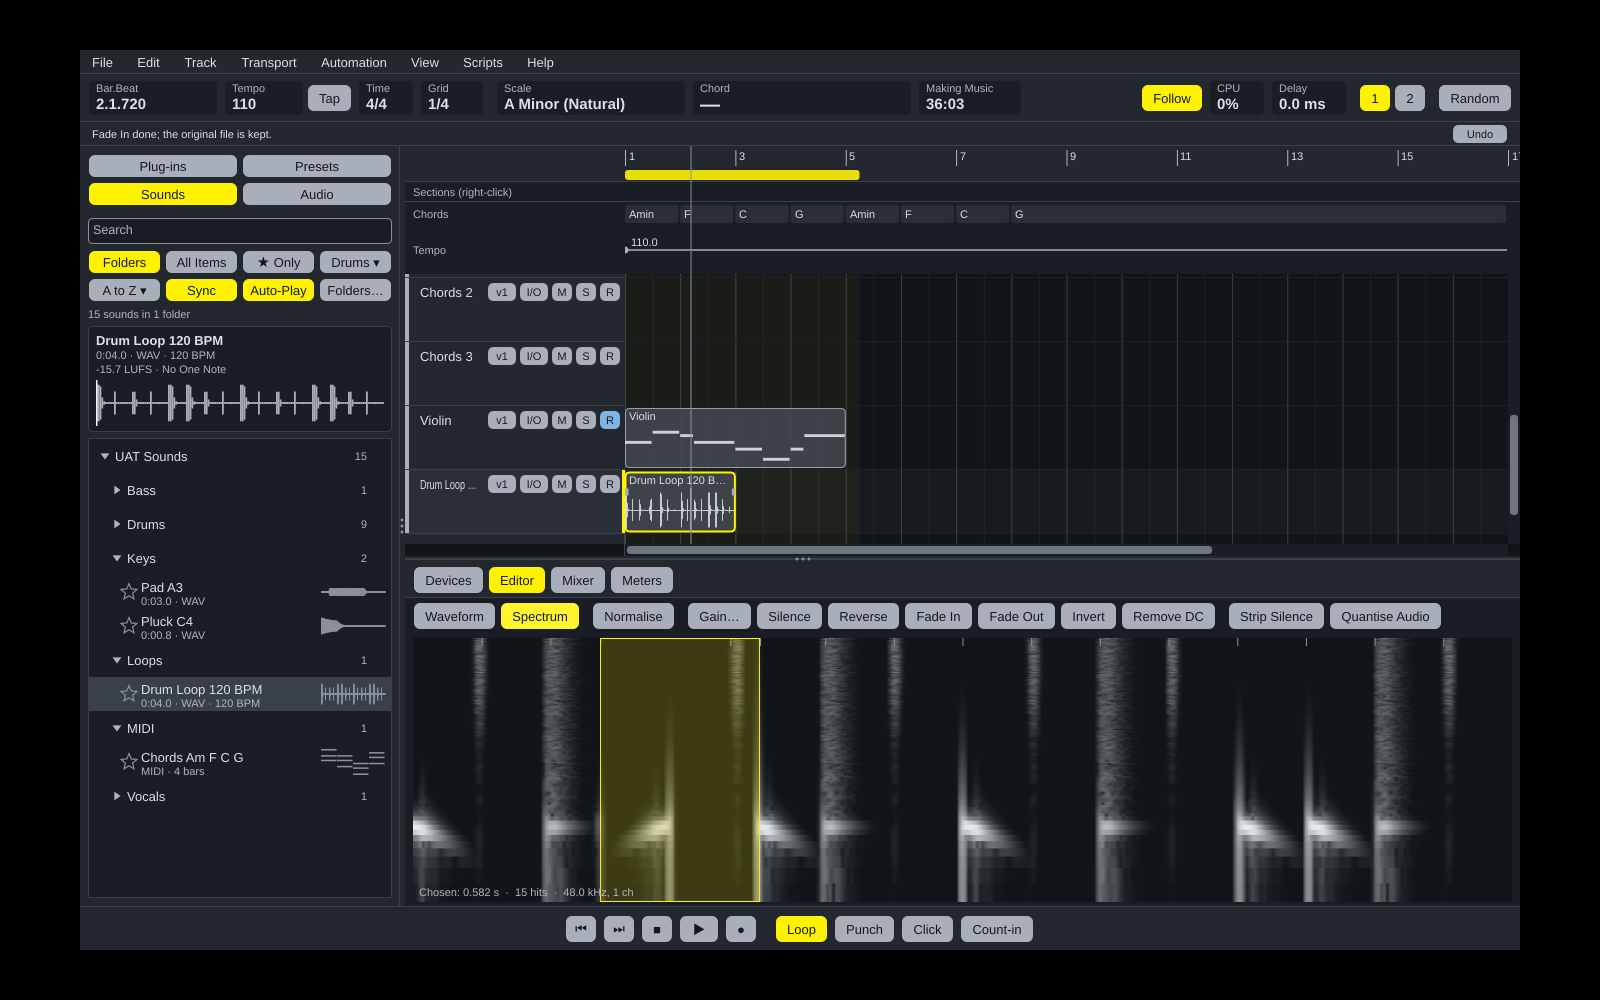 File Edit Track Transport Automation View Scripts Help
Bar.Beat Tempo Time Grid Scale Chord Making Music CPU Delay
2.1.720 110 Tap 4/4 1/4 A Minor (Natural) — 36:03 Follow 0% 0.0 ms 1 2 Random
Fade In done; the original file is kept. Undo
Plug-ins Presets
Sounds Audio
Search
Folders All Items ★ Only Drums ▾
A to Z ▾ Sync Auto-Play Folders…
15 sounds in 1 folder
Drum Loop 120 BPM
0:04.0 · WAV · 120 BPM
-15.7 LUFS · No One Note
UAT Sounds 15
Bass 1
Drums 9
Keys 2
Pad A3
0:03.0 · WAV
Pluck C4
0:00.8 · WAV
Loops 1
Drum Loop 120 BPM
0:04.0 · WAV · 120 BPM
MIDI 1
Chords Am F C G
MIDI · 4 bars
Vocals 1
1 3 5 7 9 11 13 15 17
Sections (right-click)
Chords Amin F C G Amin F C G
110.0
Tempo
Chords 2 v1 I/O M S R
Chords 3 v1 I/O M S R
Violin v1 I/O M S R
Violin
Drum Loop ... v1 I/O M S R
Drum Loop 120 B…
Devices Editor Mixer Meters
Waveform Spectrum Normalise Gain… Silence Reverse Fade In Fade Out Invert Remove DC Strip Silence Quantise Audio
Chosen: 0.582 s · 15 hits · 48.0 kHz, 1 ch
Loop Punch Click Count-in